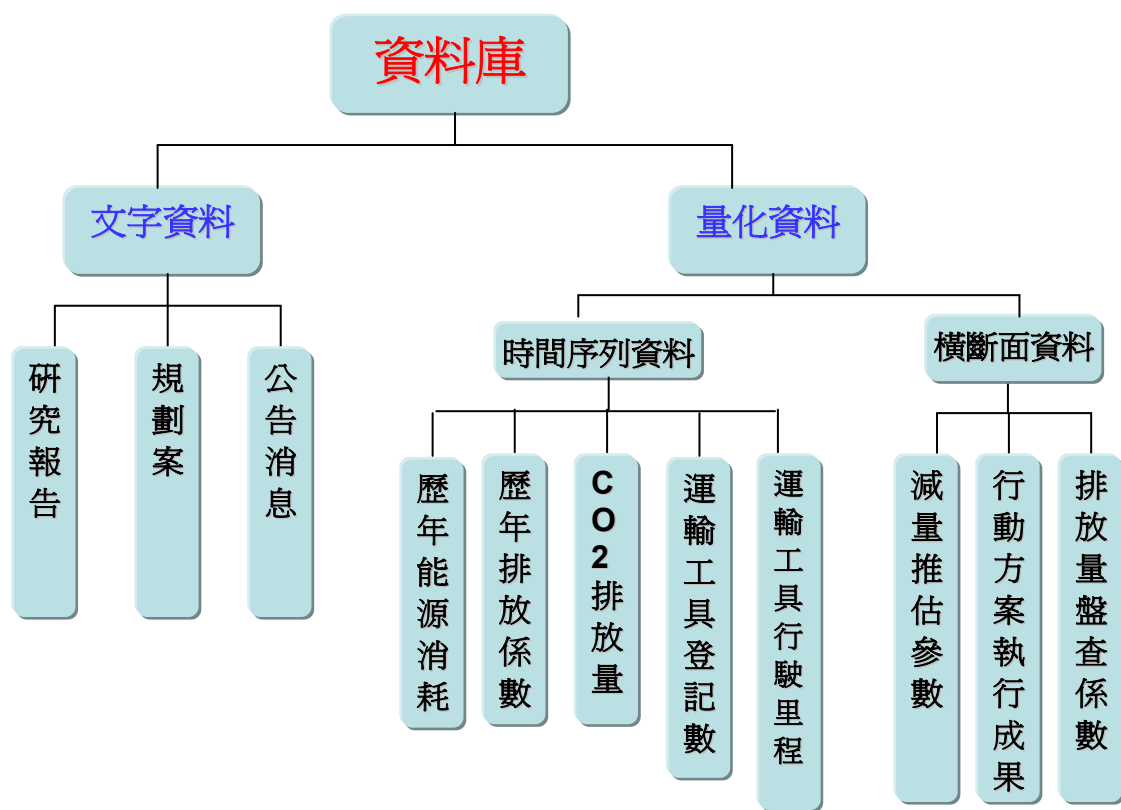 資料庫
文字資料
量化資料
時間序列資料
橫斷面資料
研究報告
規劃案
公告消息
歷年能源消耗
歷年排放係數
CO2排放量
運輸工具登記數
運輸工具行駛里程
減量推估參數
行動方案執行成果
排放量盤查係數